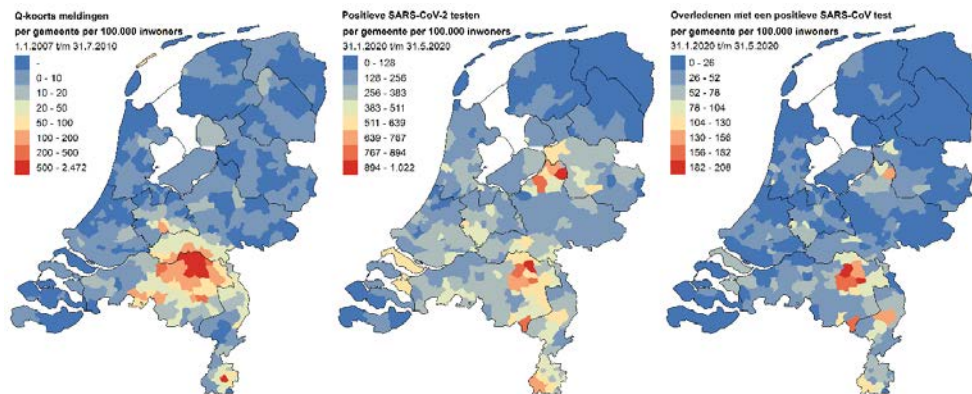 Q-koorts meldingen
per gemeente per 100.000 inwoners
1.1.2007 t/m 31.7.2010
-
0 - 10
10 - 20
20 - 50
50 - 100
100 - 200
200 - 500
500 - 2.472
Positieve SARS-CoV-2 testen
per gemeente per 100.000 inwoners
31.1.2020 t/m 31.5.2020
0 - 128
128 - 256
256 - 383
383 - 511
511 - 639
639 - 767
767 - 894
894 - 1.022
Overledenen met een positieve SARS-CoV test
per gemeente per 100.000 inwoners
31.1.2020 t/m 31.5.2020
0 - 26
26 - 52
52 - 78
78 - 104
104 - 130
130 - 156
156 - 182
182 - 208